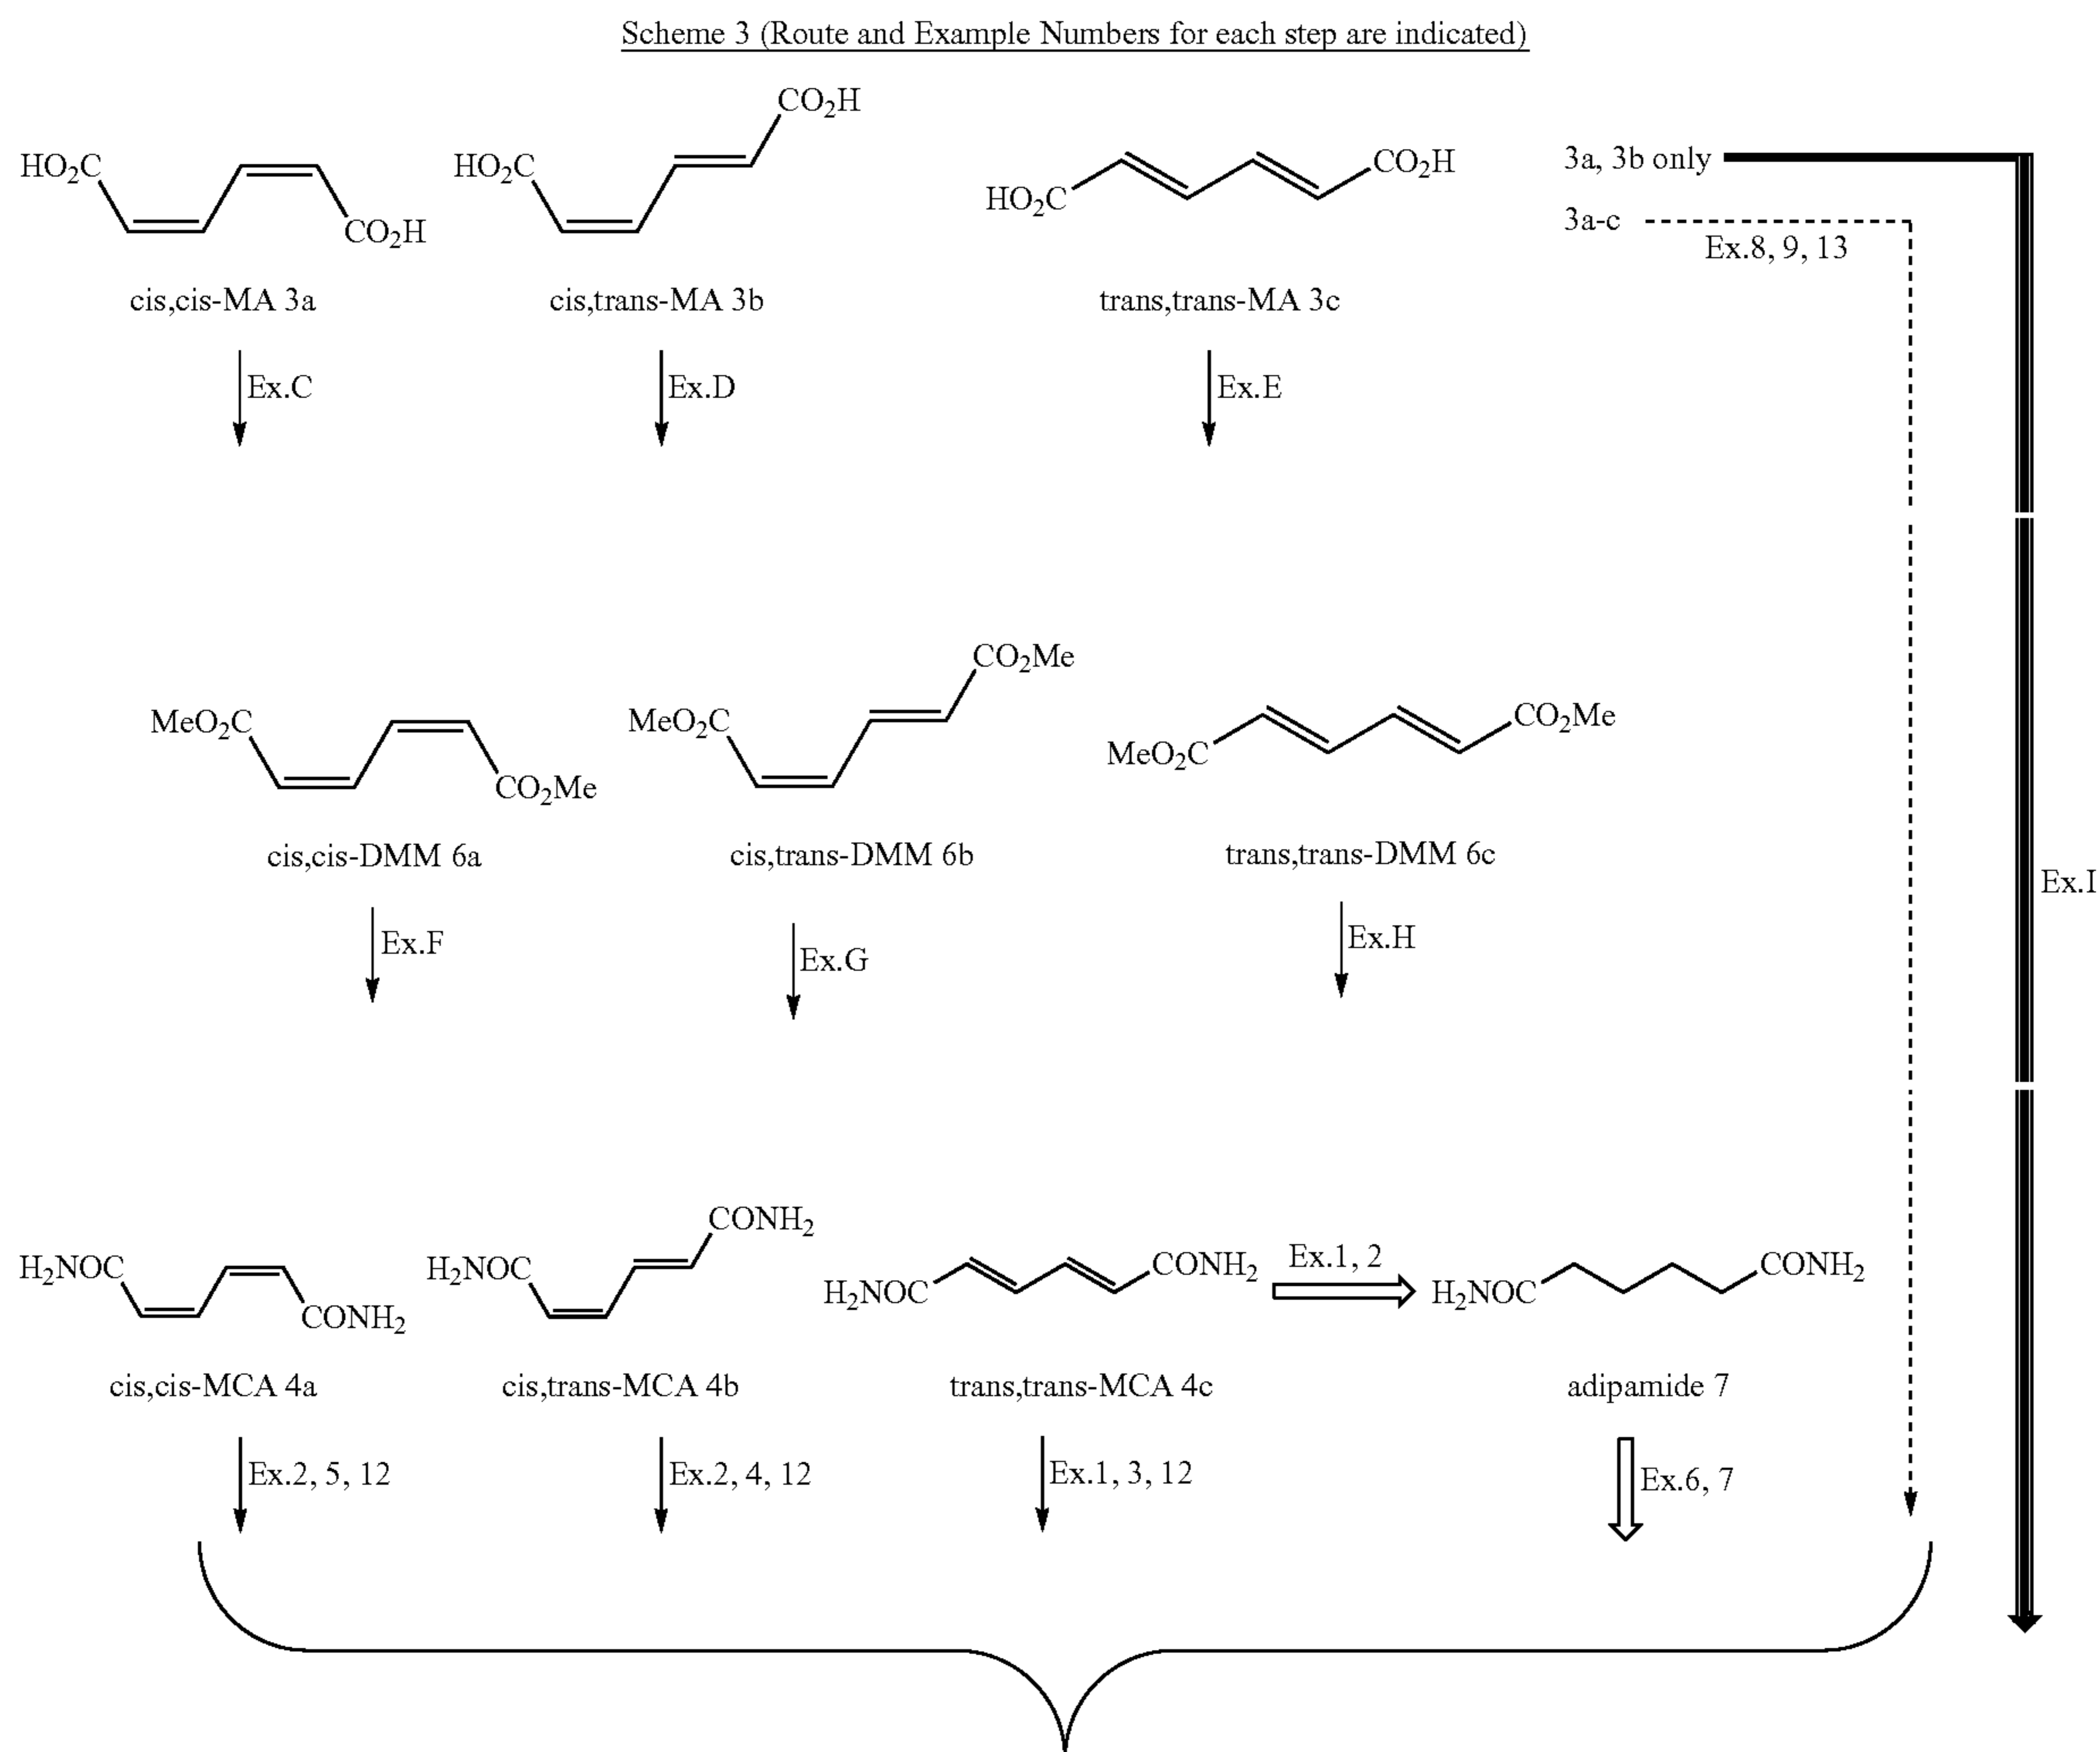 Scheme 3 (Route and Example Numbers for each step are indicated)
HO₂C
CO₂H
cis,cis-MA 3a
HO₂C
CO₂H
cis,trans-MA 3b
HO₂C
CO₂H
trans,trans-MA 3c
3a, 3b only
3a-c
Ex.8, 9, 13
Ex.C
Ex.D
Ex.E
MeO₂C
CO₂Me
cis,cis-DMM 6a
MeO₂C
CO₂Me
cis,trans-DMM 6b
MeO₂C
CO₂Me
trans,trans-DMM 6c
Ex.I
Ex.F
Ex.G
Ex.H
H₂NOC
CONH₂
cis,cis-MCA 4a
H₂NOC
CONH₂
cis,trans-MCA 4b
H₂NOC
CONH₂
trans,trans-MCA 4c
Ex.1, 2
H₂NOC
CONH₂
adipamide 7
Ex.2, 5, 12
Ex.2, 4, 12
Ex.1, 3, 12
Ex.6, 7